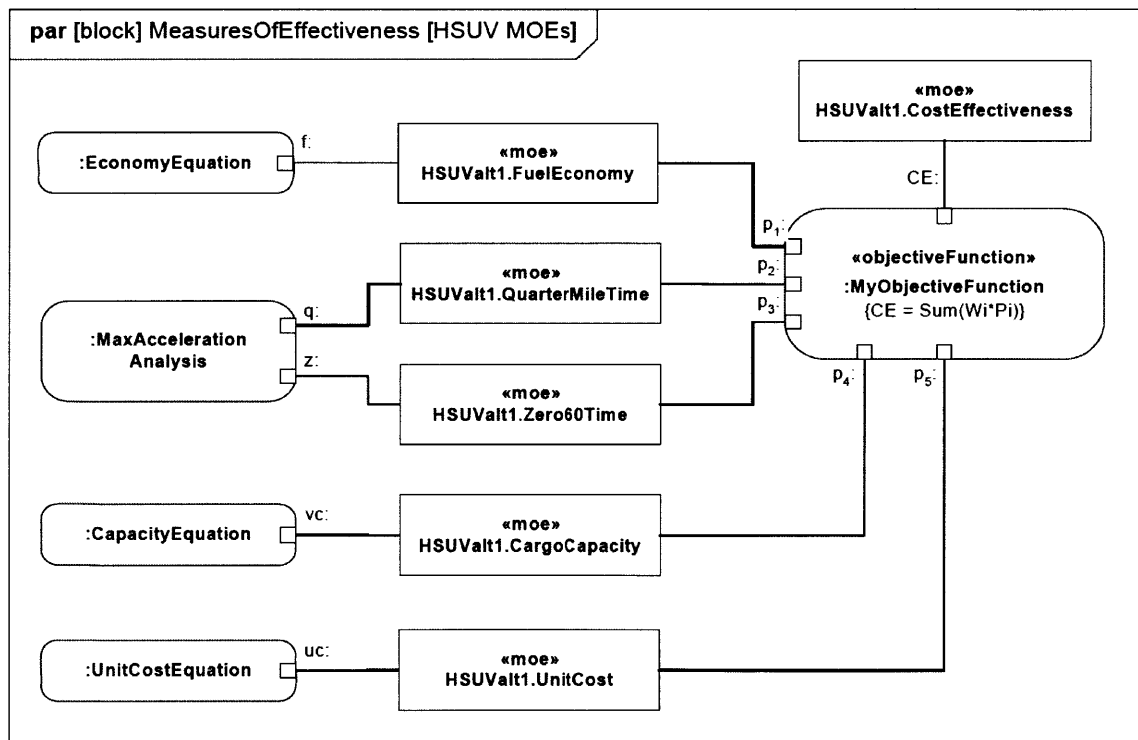 par [block] MeasuresOfEffectiveness [HSUV MOEs]
«moe»
HSUValt1.CostEffectiveness
CE:
:EconomyEquation
f:
«moe»
HSUValt1.FuelEconomy
p₁:
p₂:
p₃:
«objectiveFunction»
:MyObjectiveFunction
{CE = Sum(Wi*Pi)}
p₄:
p₅:
:MaxAcceleration
Analysis
q:
z:
«moe»
HSUValt1.QuarterMileTime
«moe»
HSUValt1.Zero60Time
:CapacityEquation
vc:
«moe»
HSUValt1.CargoCapacity
:UnitCostEquation
uc:
«moe»
HSUValt1.UnitCost